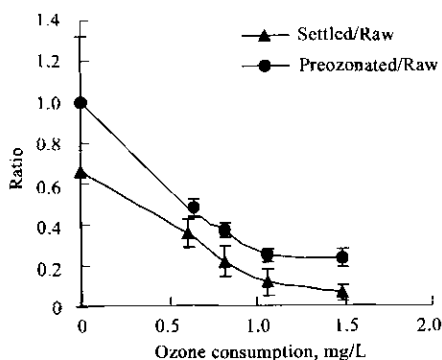 1.4
1.2
1.0
0.8
0.6
0.4
0.2
0
Ratio
Settled/Raw
Preozonated/Raw
0 0.5 1.0 1.5 2.0
Ozone consumption, mg/L